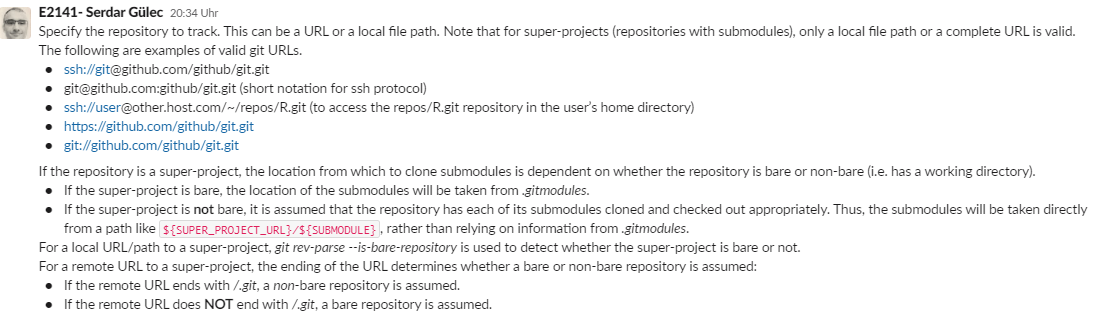 E2141- Serdar Gülec 20:34 Uhr
Specify the repository to track. This can be a URL or a local file path. Note that for super-projects (repositories with submodules), only a local file path or a complete URL is valid.
The following are examples of valid git URLs.
• ssh://git@github.com/github/git.git
• git@github.com:github/git.git (short notation for ssh protocol)
• ssh://user@other.host.com/~/repos/R.git (to access the repos/R.git repository in the user's home directory)
• https://github.com/github/git.git
• git://github.com/github/git.git
If the repository is a super-project, the location from which to clone submodules is dependent on whether the repository is bare or non-bare (i.e. has a working directory).
• If the super-project is bare, the location of the submodules will be taken from .gitmodules.
• If the super-project is not bare, it is assumed that the repository has each of its submodules cloned and checked out appropriately. Thus, the submodules will be taken directly
from a path like ${SUPER_PROJECT_URL}/${SUBMODULE}, rather than relying on information from .gitmodules.
For a local URL/path to a super-project, git rev-parse --is-bare-repository is used to detect whether the super-project is bare or not.
For a remote URL to a super-project, the ending of the URL determines whether a bare or non-bare repository is assumed:
• If the remote URL ends with /.git, a non-bare repository is assumed.
• If the remote URL does NOT end with /.git, a bare repository is assumed.